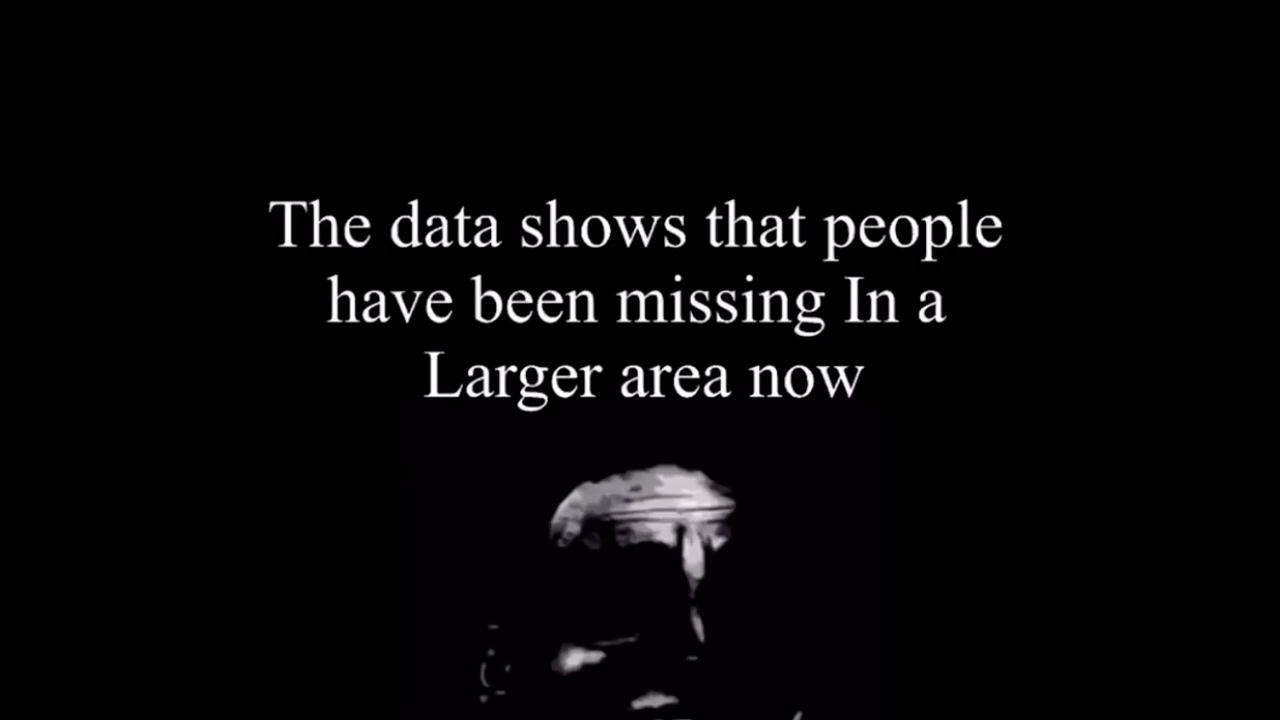 The data shows that people
have been missing In a
Larger area now